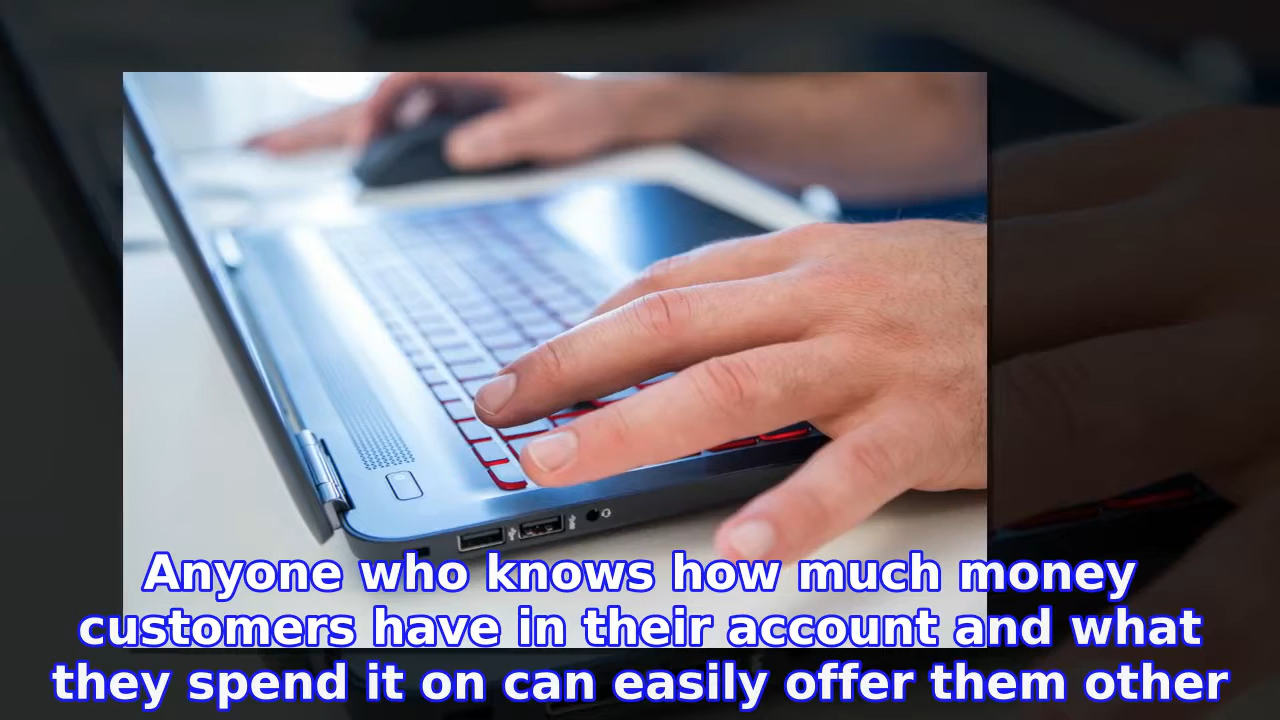 Anyone who knows how much money
customers have in their account and what
they spend it on can easily offer them other